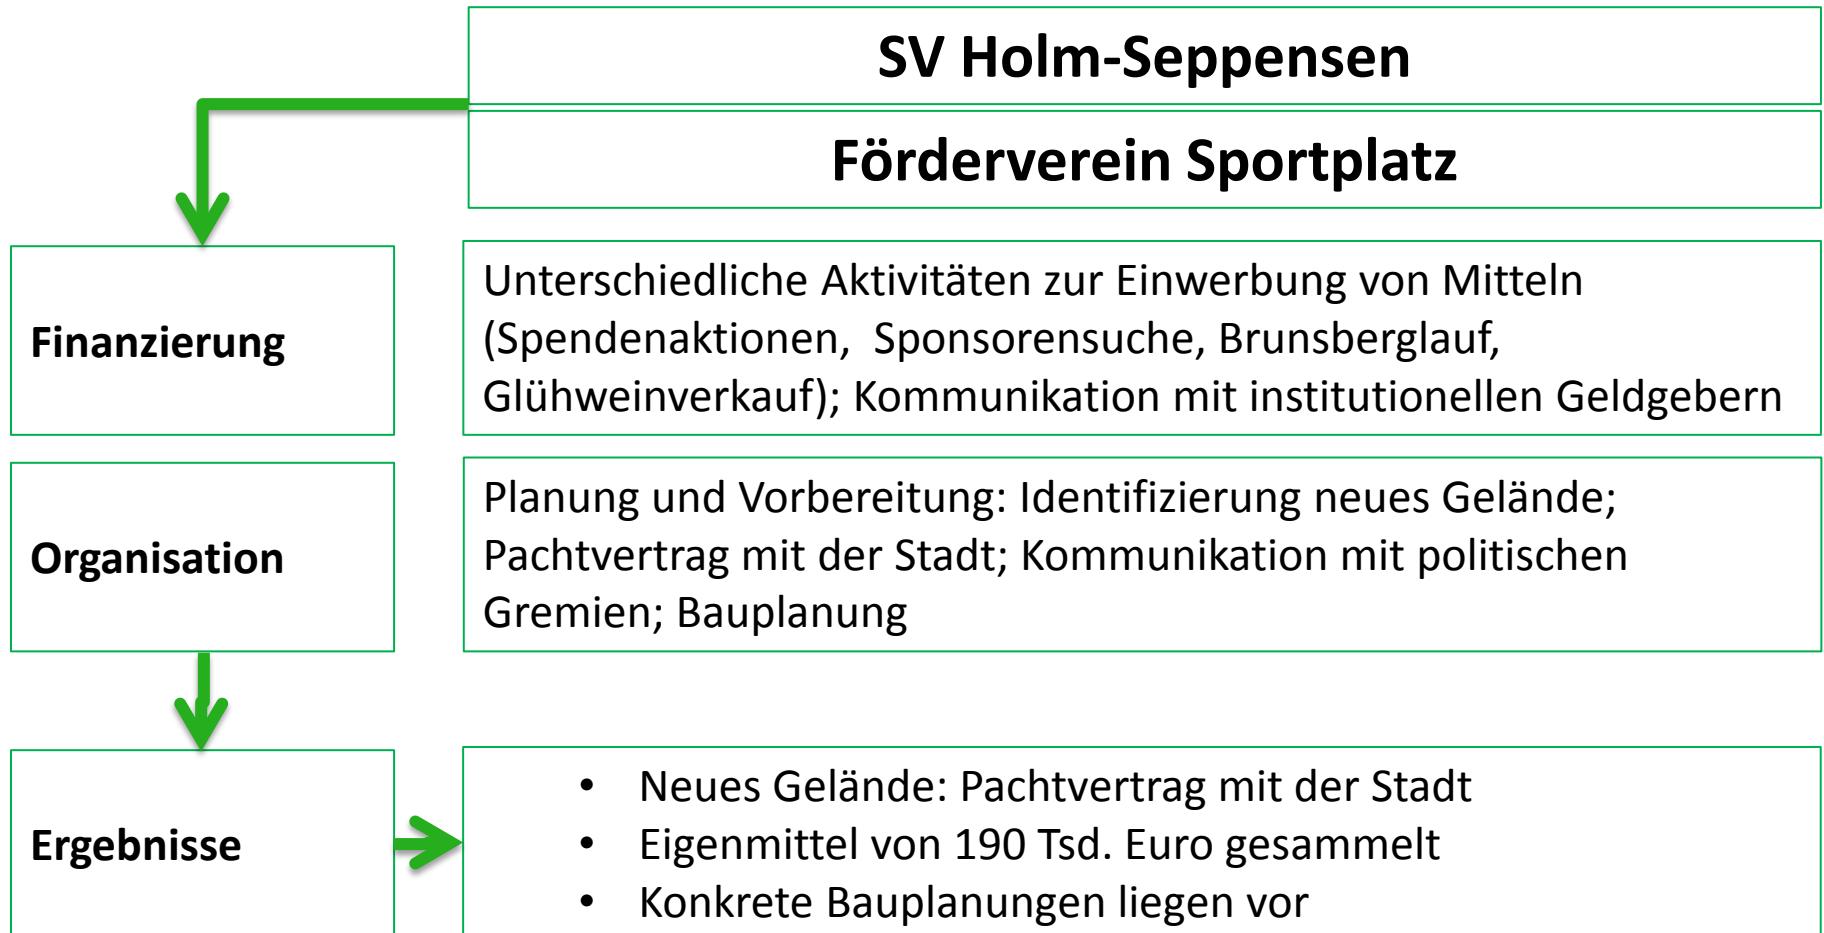 SV Holm-Seppensen
Förderverein Sportplatz
Finanzierung
Unterschiedliche Aktivitäten zur Einwerbung von Mitteln
(Spendenaktionen, Sponsorensuche, Brunsberglauf,
Glühweinverkauf); Kommunikation mit institutionellen Geldgebern
Organisation
Planung und Vorbereitung: Identifizierung neues Gelände;
Pachtvertrag mit der Stadt; Kommunikation mit politischen
Gremien; Bauplanung
Ergebnisse
• Neues Gelände: Pachtvertrag mit der Stadt
• Eigenmittel von 190 Tsd. Euro gesammelt
• Konkrete Bauplanungen liegen vor